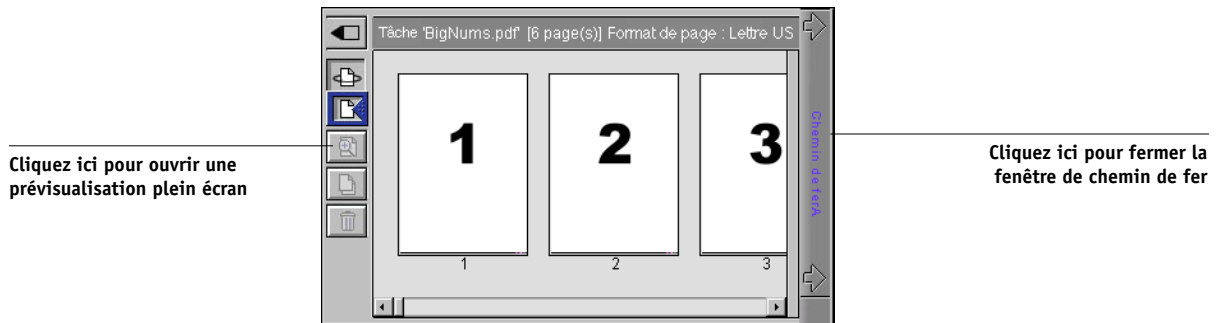 Tâche 'BigNums.pdf' [6 page(s)] Format de page : Lettre US
1
2
3
1
2
3
Chemin de ferA
Cliquez ici pour ouvrir une
prévisualisation plein écran
Cliquez ici pour fermer la
fenêtre de chemin de fer